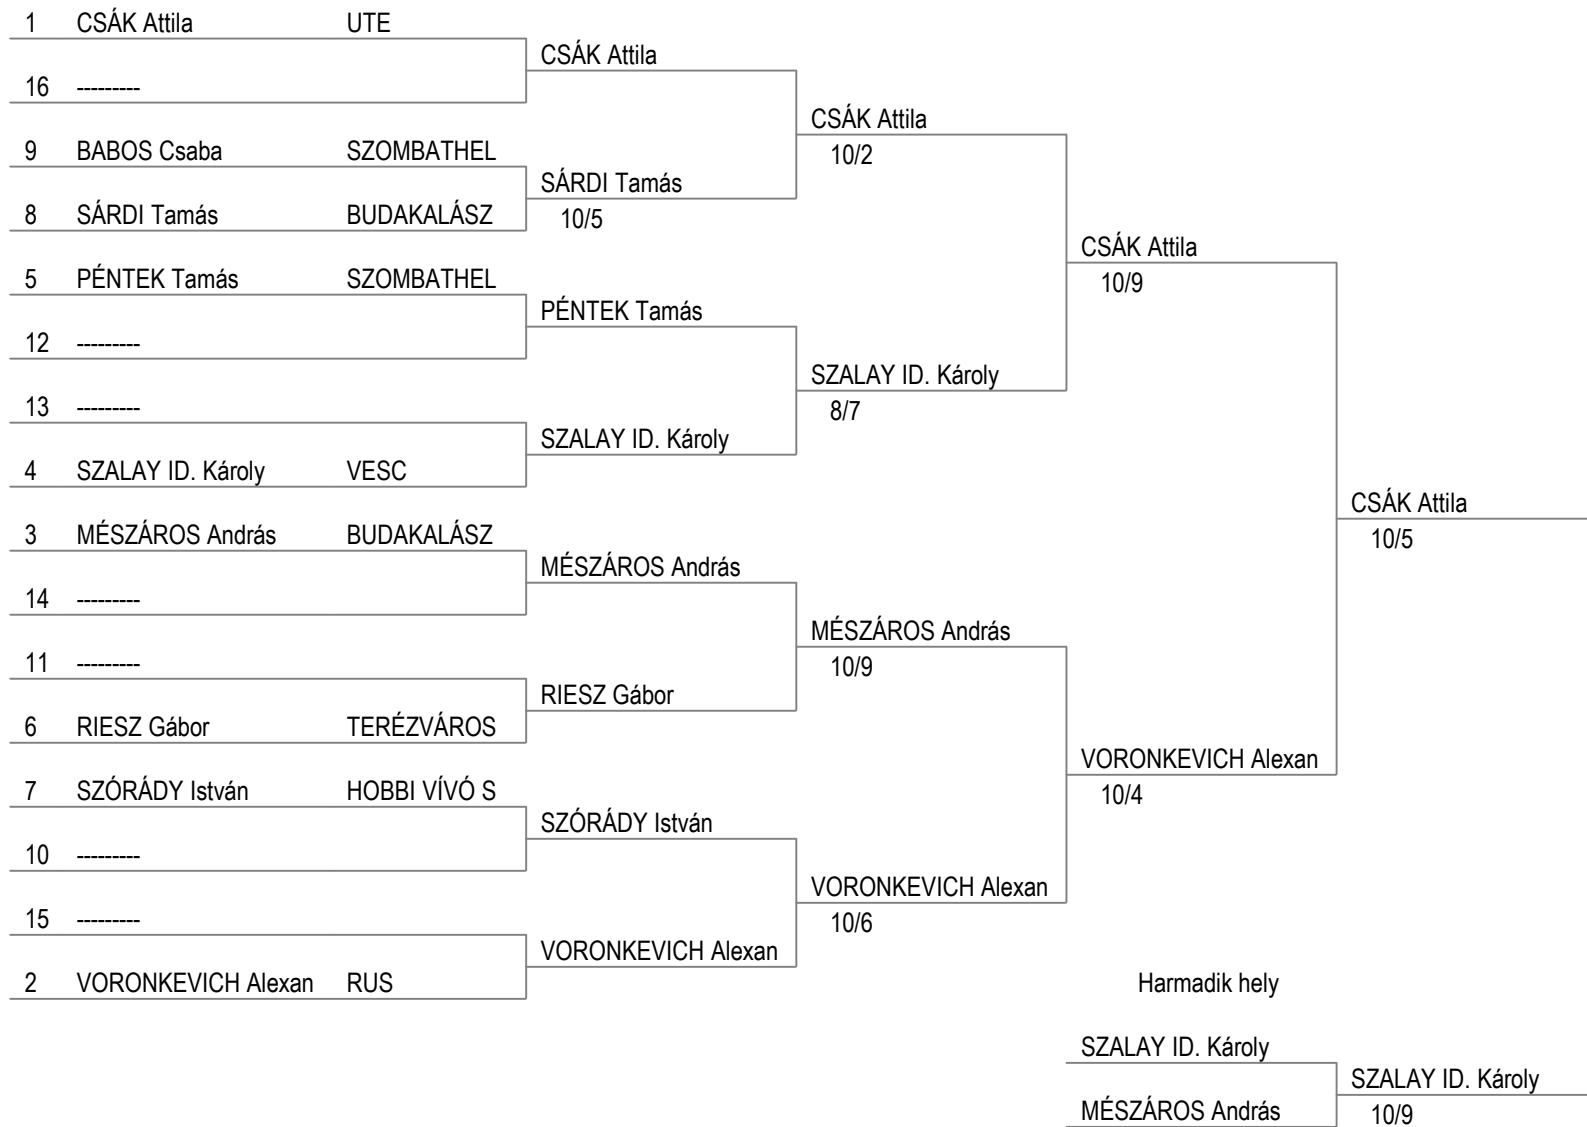 1 CSÁK Attila UTE
CSÁK Attila
16 ---------
CSÁK Attila
10/2
9 BABOS Csaba SZOMBATHEL
SÁRDI Tamás
10/5
8 SÁRDI Tamás BUDAKALÁSZ
CSÁK Attila
10/9
5 PÉNTEK Tamás SZOMBATHEL
PÉNTEK Tamás
12 ---------
SZALAY ID. Károly
8/7
13 ---------
SZALAY ID. Károly
4 SZALAY ID. Károly VESC
CSÁK Attila
10/5
3 MÉSZÁROS András BUDAKALÁSZ
MÉSZÁROS András
14 ---------
MÉSZÁROS András
10/9
11 ---------
RIESZ Gábor
6 RIESZ Gábor TERÉZVÁROS
VORONKEVICH Alexan
10/4
7 SZÓRÁDY István HOBBI VÍVÓ S
SZÓRÁDY István
10 ---------
VORONKEVICH Alexan
10/6
15 ---------
VORONKEVICH Alexan
2 VORONKEVICH Alexan RUS
Harmadik hely
SZALAY ID. Károly
SZALAY ID. Károly
10/9
MÉSZÁROS András